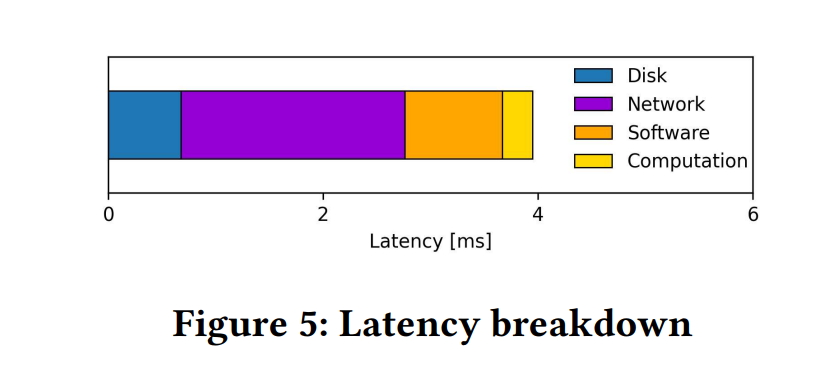 Disk
Network
Software
Computation
0 2 4 6
Latency [ms]
Figure 5: Latency breakdown